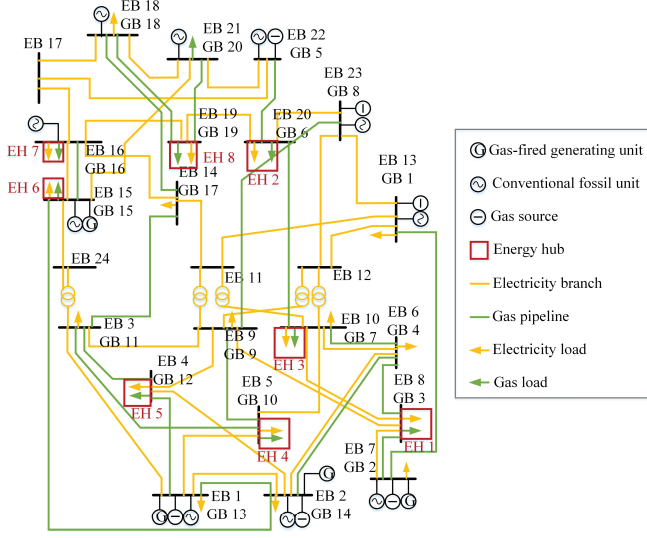 EB 18
GB 18
EB 21
GB 20
EB 22
GB 5
EB 17
EB 23
GB 8
EB 19
GB 19
EB 20
GB 6
EH 7
EB 16
GB 16
EH 8
EH 2
EB 13
GB 1
EH 6
EB 15
GB 15
EB 14
GB 17
G
EB 24
EB 11
EB 12
EB 3
GB 11
EB 9
GB 9
EB 10
GB 7
EB 6
GB 4
EH 3
EB 4
GB 12
EH 5
EB 5
GB 10
EH 4
EB 8
GB 3
EH 1
EB 7
GB 2
G
G
EB 1
GB 13
G
EB 2
GB 14
G Gas-fired generating unit
Conventional fossil unit
Gas source
Energy hub
Electricity branch
Gas pipeline
Electricity load
Gas load